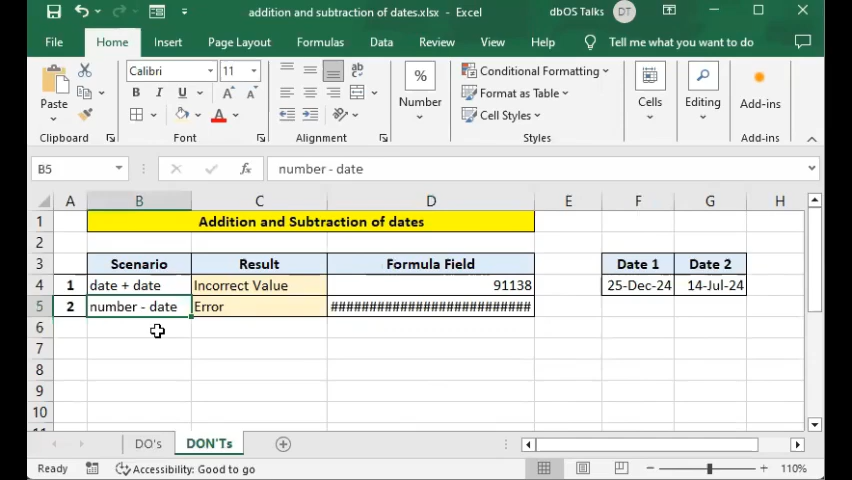 addition and subtraction of dates.xlsx - Excel
dbOS Talks DT
File Home Insert Page Layout Formulas Data Review View Help Tell me what you want to do
Paste
Clipboard
Calibri 11
B I U A A
A
Font
ab
Alignment
%
Number
Conditional Formatting
Format as Table
Cell Styles
Styles
Cells
Editing
Add-ins
Add-ins
B5 fx number - date
A B C D E F G H
1 Addition and Subtraction of dates
2
3 Scenario Result Formula Field Date 1 Date 2
4 1 date + date Incorrect Value 91138 25-Dec-24 14-Jul-24
5 2 number - date Error ##########################
6
7
8
9
10
11
DO's DON'Ts
Ready Accessibility: Good to go 110%